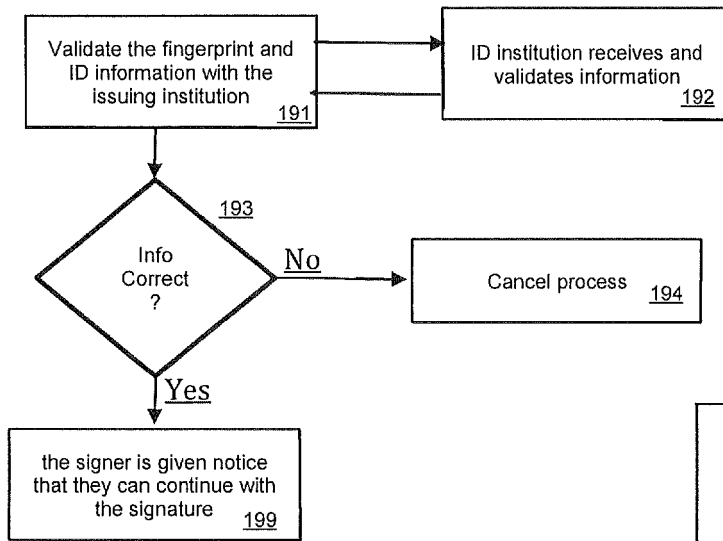 Validate the fingerprint and
ID information with the
issuing institution
191
ID institution receives and
validates information
192
193
Info
Correct
?
No
Cancel process
194
Yes
the signer is given notice
that they can continue with
the signature
199